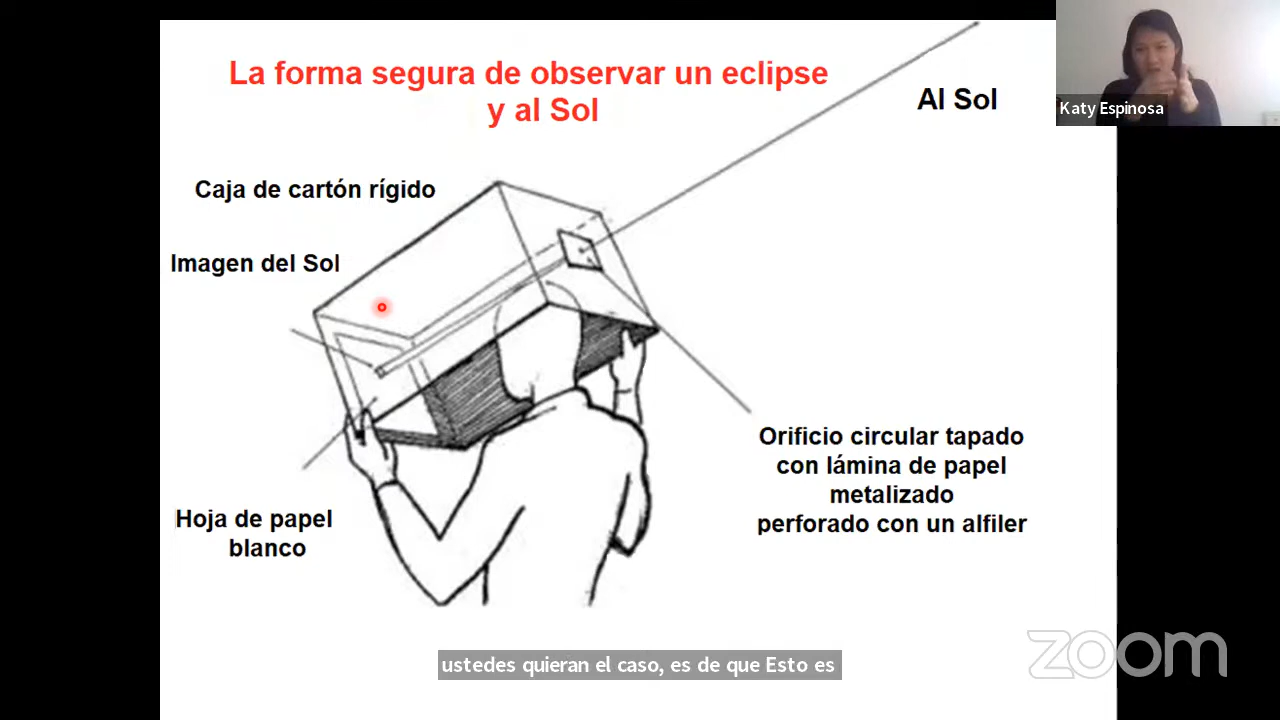 La forma segura de observar un eclipse
y al Sol
Al Sol
Katy Espinosa
Caja de cartón rígido
Imagen del Sol
Orificio circular tapado
con lámina de papel
metalizado
perforado con un alfiler
Hoja de papel
blanco
zoom
ustedes quieran el caso, es de que Esto es